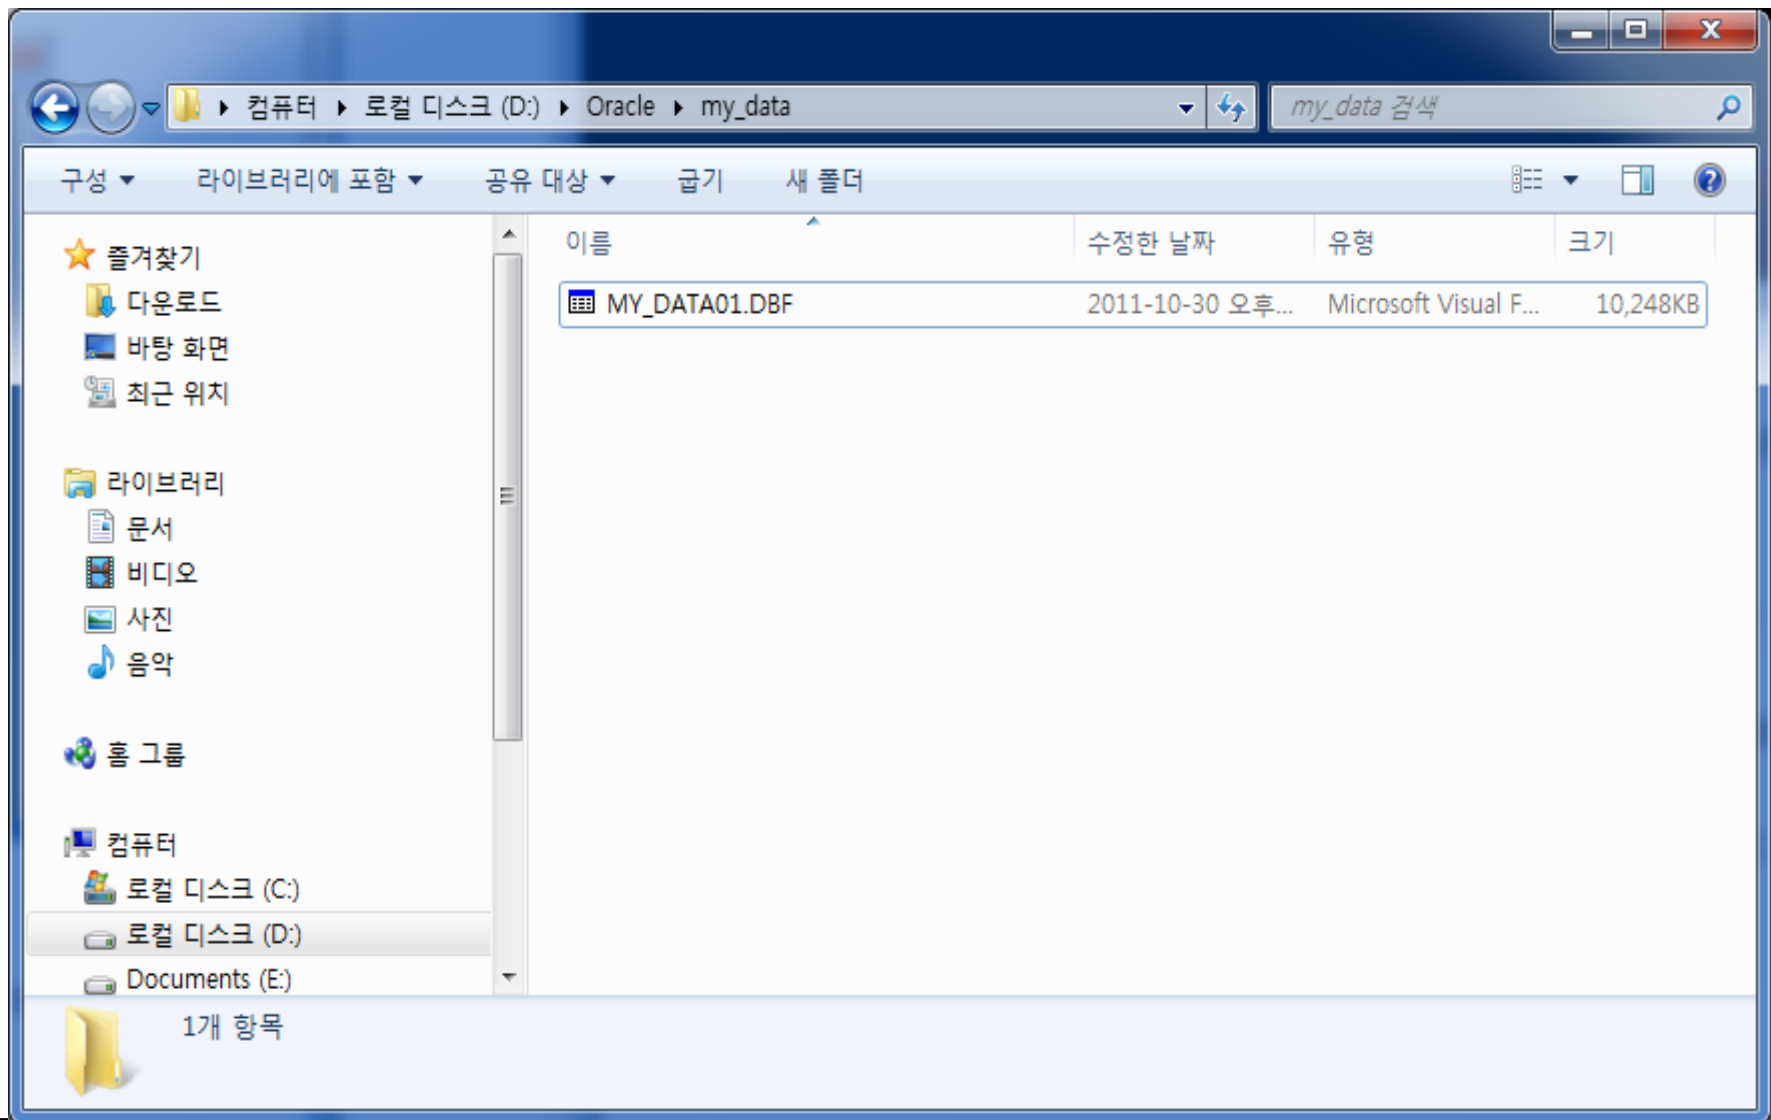 컴퓨터 ▸ 로컬 디스크 (D:) ▸ Oracle ▸ my_data
my_data 검색
구성 라이브러리에 포함 공유 대상 굽기 새 폴더
이름 수정한 날짜 유형 크기
MY_DATA01.DBF 2011-10-30 오후... Microsoft Visual F... 10,248KB
즐겨찾기
다운로드
바탕 화면
최근 위치
라이브러리
문서
비디오
사진
음악
홈 그룹
컴퓨터
로컬 디스크 (C:)
로컬 디스크 (D:)
Documents (E:)
1개 항목